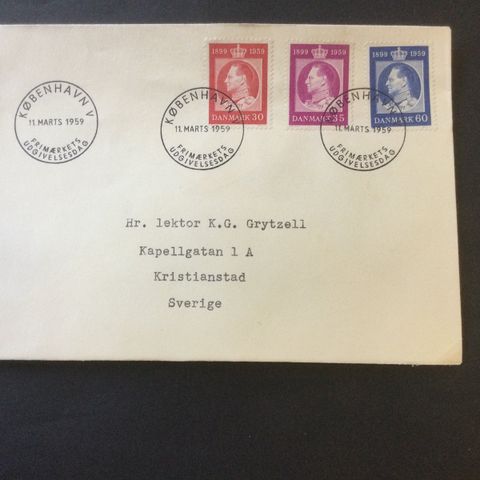 1899 1959
DANMARK 30
1899 1959
DANMARK 35
1899 1959
DANMARK 60
KØBENHAVN V
11. MARTS 1959
FRIMÆRKETS
UDGIVELSESDAG
KØBENHAVN
11. MARTS 1959
FRIMÆRKETS
UDGIVELSESDAG
11. MARTS 1959
FRIMÆRKETS
UDGIVELSESDAG
Hr. lektor K.G. Grytzell
Kapellgatan 1 A
Kristianstad
Sverige